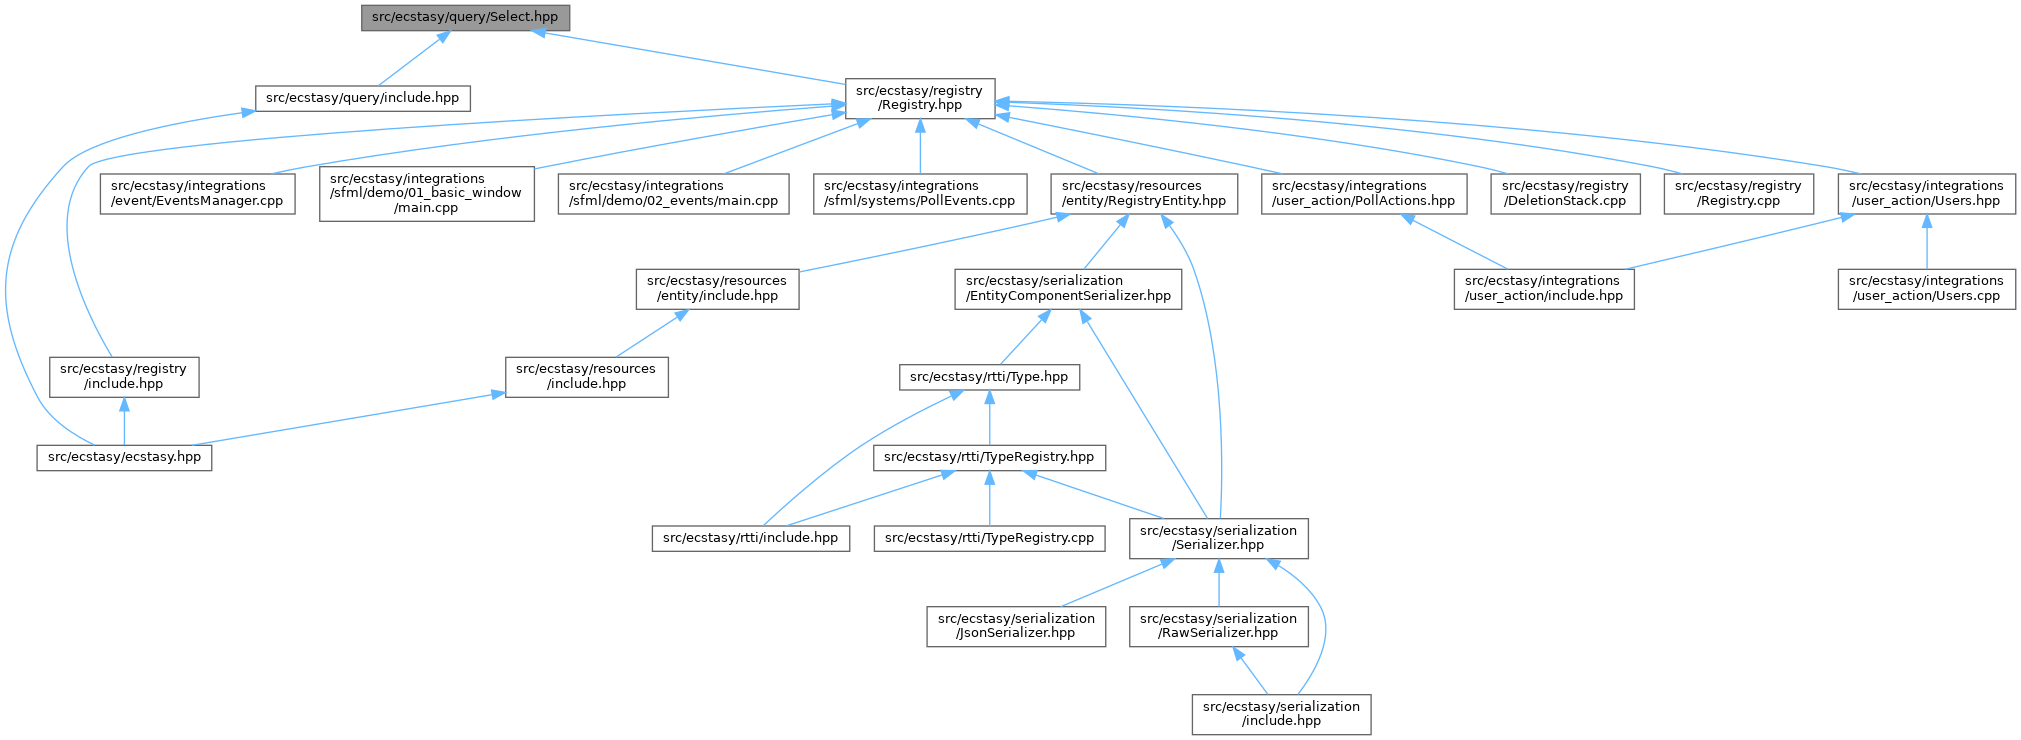 src/ecstasy/query/Select.hpp
src/ecstasy/query/include.hpp
src/ecstasy/registry
/Registry.hpp
src/ecstasy/integrations
/event/EventsManager.cpp
src/ecstasy/integrations
/sfml/demo/01_basic_window
/main.cpp
src/ecstasy/integrations
/sfml/demo/02_events/main.cpp
src/ecstasy/integrations
/sfml/systems/PollEvents.cpp
src/ecstasy/resources
/entity/RegistryEntity.hpp
src/ecstasy/integrations
/user_action/PollActions.hpp
src/ecstasy/registry
/DeletionStack.cpp
src/ecstasy/registry
/Registry.cpp
src/ecstasy/integrations
/user_action/Users.hpp
src/ecstasy/resources
/entity/include.hpp
src/ecstasy/serialization
/EntityComponentSerializer.hpp
src/ecstasy/integrations
/user_action/include.hpp
src/ecstasy/integrations
/user_action/Users.cpp
src/ecstasy/registry
/include.hpp
src/ecstasy/resources
/include.hpp
src/ecstasy/rtti/Type.hpp
src/ecstasy/ecstasy.hpp
src/ecstasy/rtti/TypeRegistry.hpp
src/ecstasy/rtti/include.hpp
src/ecstasy/rtti/TypeRegistry.cpp
src/ecstasy/serialization
/Serializer.hpp
src/ecstasy/serialization
/JsonSerializer.hpp
src/ecstasy/serialization
/RawSerializer.hpp
src/ecstasy/serialization
/include.hpp